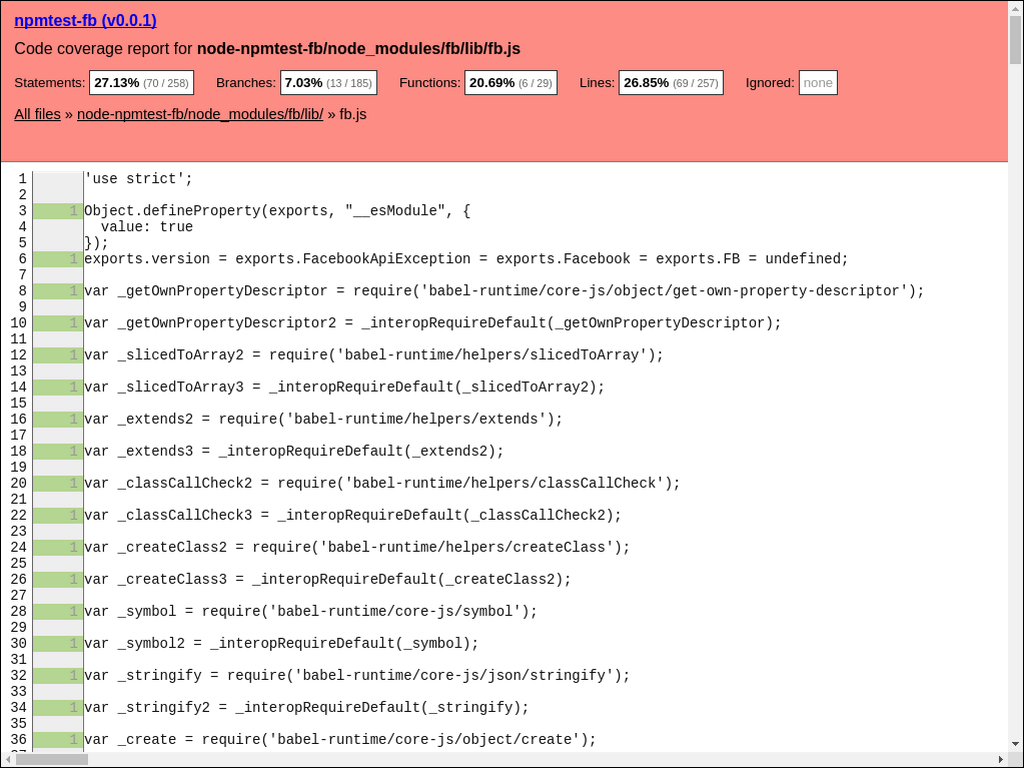 npmtest-fb (v0.0.1)
Code coverage report for node-npmtest-fb/node_modules/fb/lib/fb.js
Statements: 27.13% (70 / 258) Branches: 7.03% (13 / 185) Functions: 20.69% (6 / 29) Lines: 26.85% (69 / 257) Ignored: none
All files » node-npmtest-fb/node_modules/fb/lib/ » fb.js
1 'use strict';
2
3 1 Object.defineProperty(exports, "__esModule", {
4 value: true
5 });
6 1 exports.version = exports.FacebookApiException = exports.Facebook = exports.FB = undefined;
7
8 1 var _getOwnPropertyDescriptor = require('babel-runtime/core-js/object/get-own-property-descriptor');
9
10 1 var _getOwnPropertyDescriptor2 = _interopRequireDefault(_getOwnPropertyDescriptor);
11
12 1 var _slicedToArray2 = require('babel-runtime/helpers/slicedToArray');
13
14 1 var _slicedToArray3 = _interopRequireDefault(_slicedToArray2);
15
16 1 var _extends2 = require('babel-runtime/helpers/extends');
17
18 1 var _extends3 = _interopRequireDefault(_extends2);
19
20 1 var _classCallCheck2 = require('babel-runtime/helpers/classCallCheck');
21
22 1 var _classCallCheck3 = _interopRequireDefault(_classCallCheck2);
23
24 1 var _createClass2 = require('babel-runtime/helpers/createClass');
25
26 1 var _createClass3 = _interopRequireDefault(_createClass2);
27
28 1 var _symbol = require('babel-runtime/core-js/symbol');
29
30 1 var _symbol2 = _interopRequireDefault(_symbol);
31
32 1 var _stringify = require('babel-runtime/core-js/json/stringify');
33
34 1 var _stringify2 = _interopRequireDefault(_stringify);
35
36 1 var _create = require('babel-runtime/core-js/object/create');